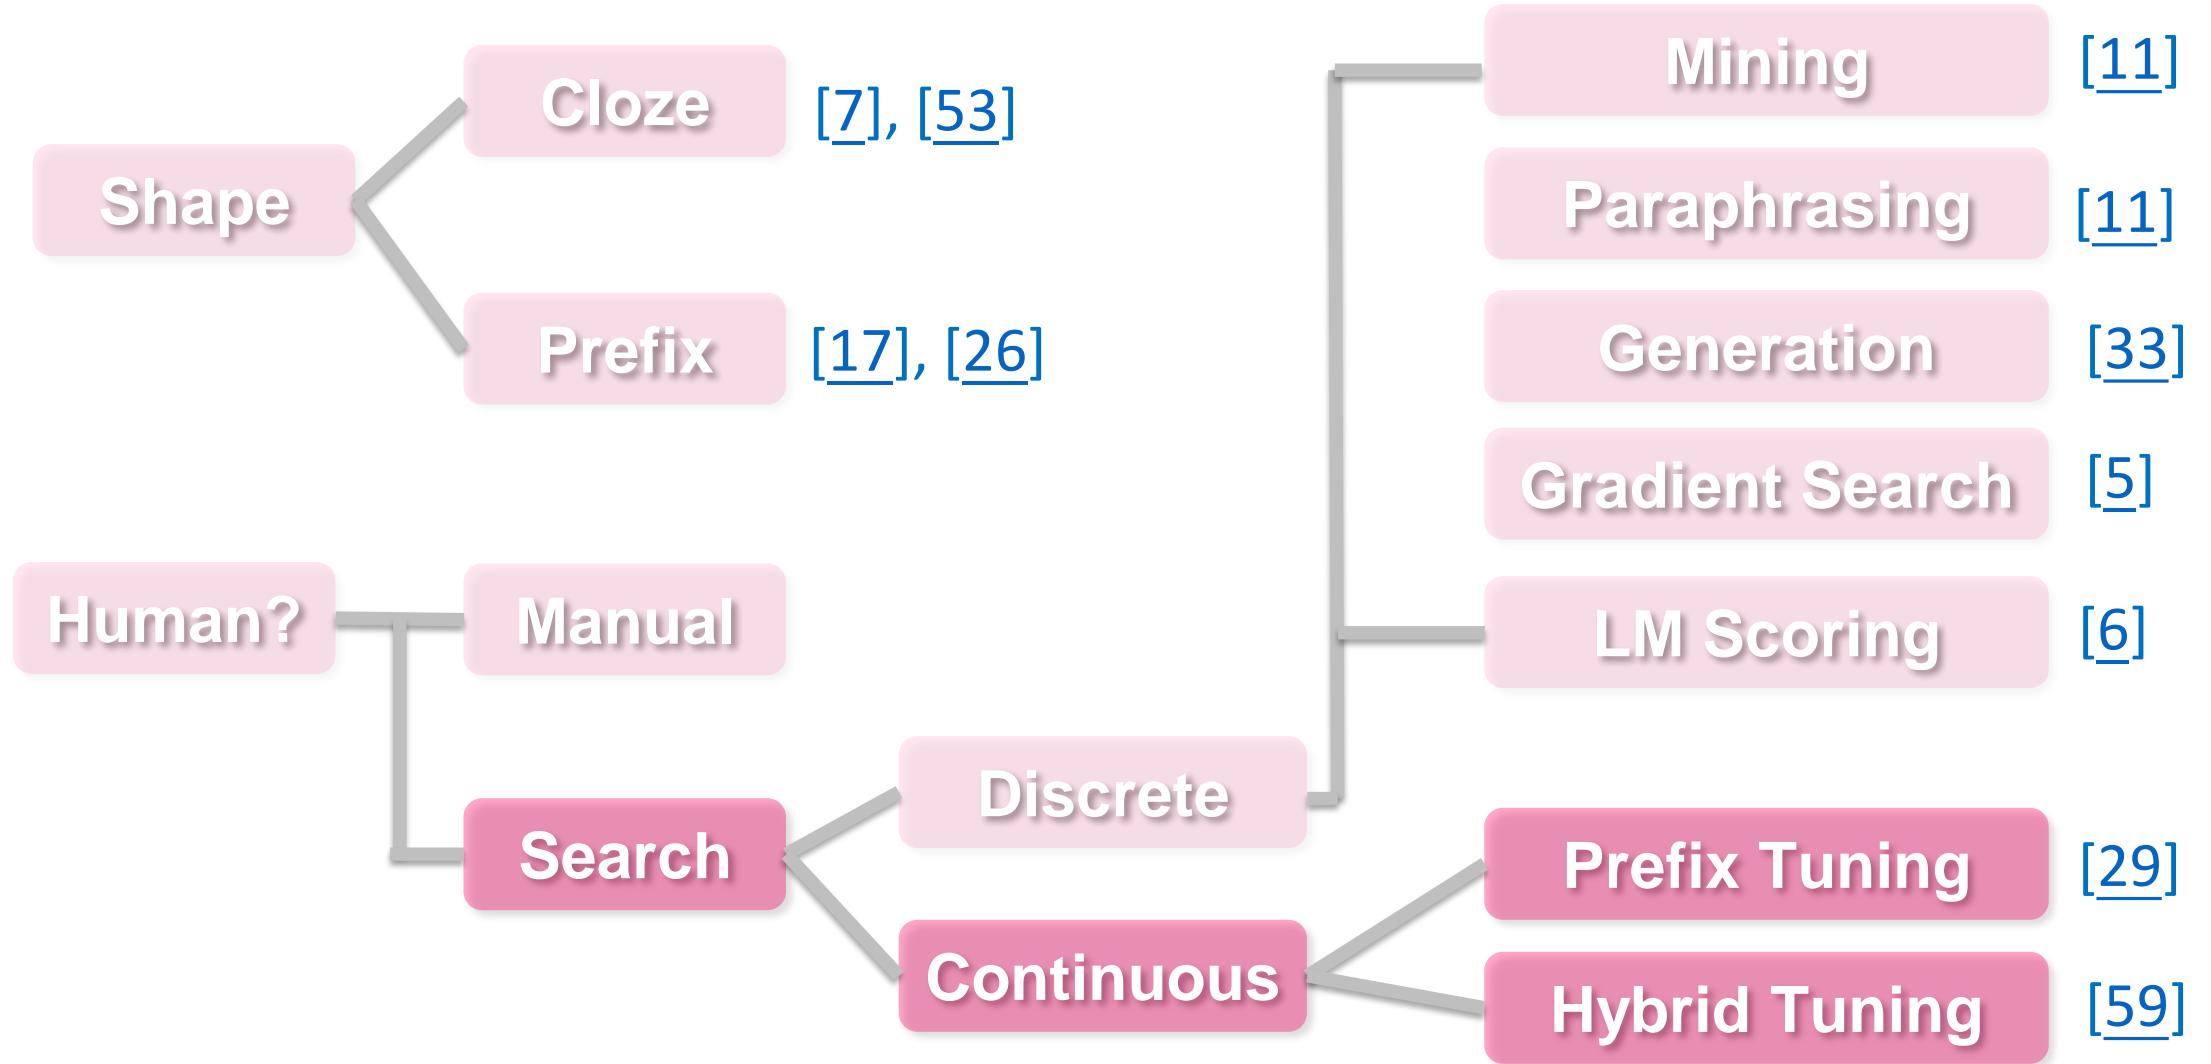 Shape
Cloze [7], [53]
Prefix [17], [26]
Human?
Manual
Search
Discrete
Mining [11]
Paraphrasing [11]
Generation [33]
Gradient Search [5]
LM Scoring [6]
Continuous
Prefix Tuning [29]
Hybrid Tuning [59]